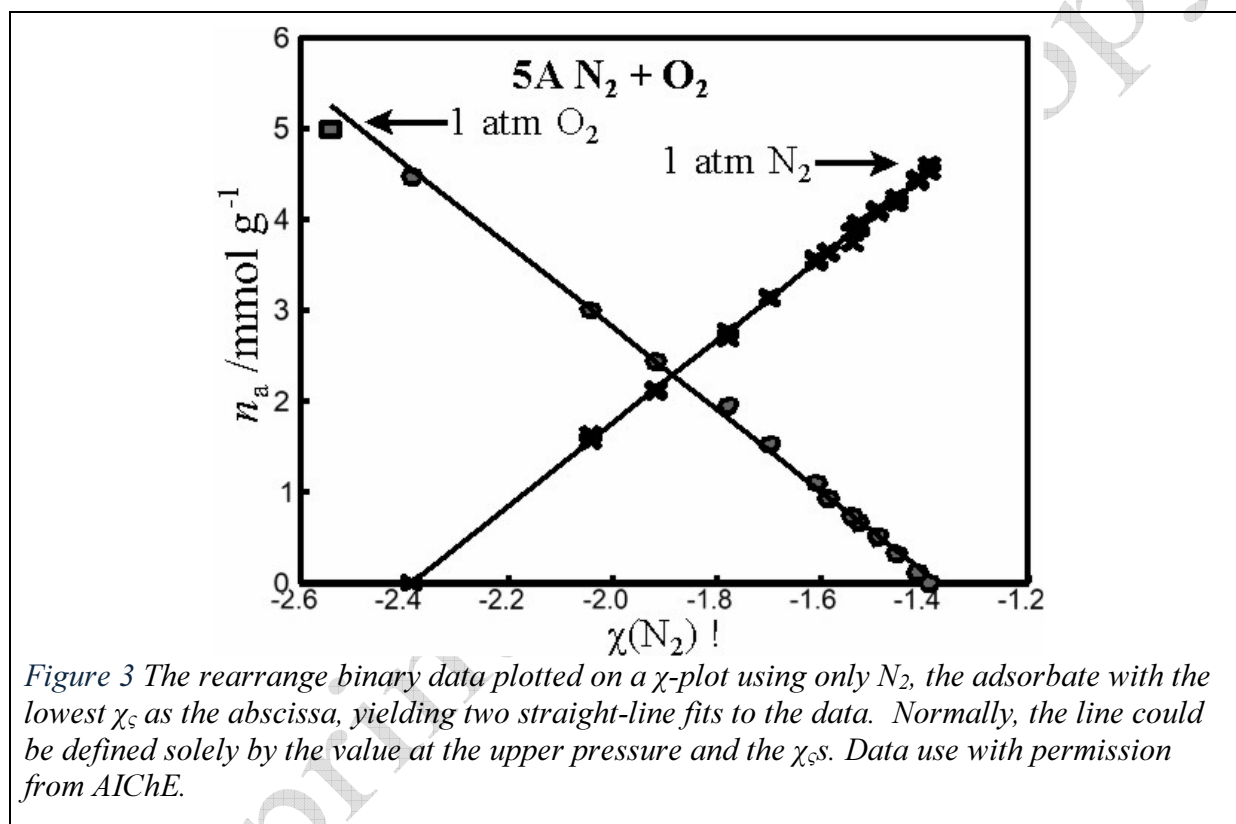 5A N₂ + O₂
1 atm O₂
1 atm N₂
nₐ /mmol g⁻¹
6
5
4
3
2
1
0
-2.6 -2.4 -2.2 -2.0 -1.8 -1.6 -1.4 -1.2
χ(N₂) !
Figure 3 The rearrange binary data plotted on a χ-plot using only N₂, the adsorbate with the
lowest χς as the abscissa, yielding two straight-line fits to the data. Normally, the line could
be defined solely by the value at the upper pressure and the χςs. Data use with permission
from AIChE.